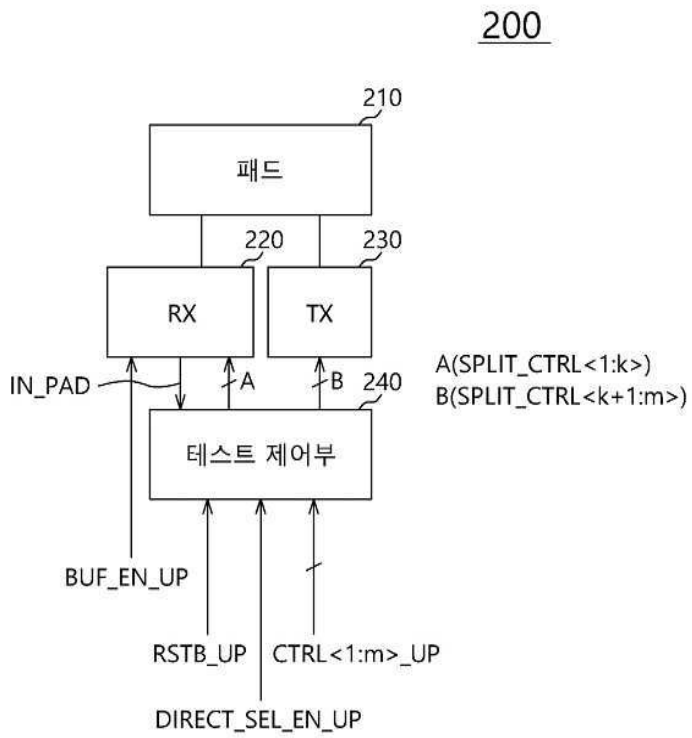 200
210
패드
220
230
RX
TX
IN_PAD
A
B
240
A(SPLIT_CTRL<1:k>)
B(SPLIT_CTRL<k+1:m>)
테스트 제어부
BUF_EN_UP
RSTB_UP
CTRL<1:m>_UP
DIRECT_SEL_EN_UP